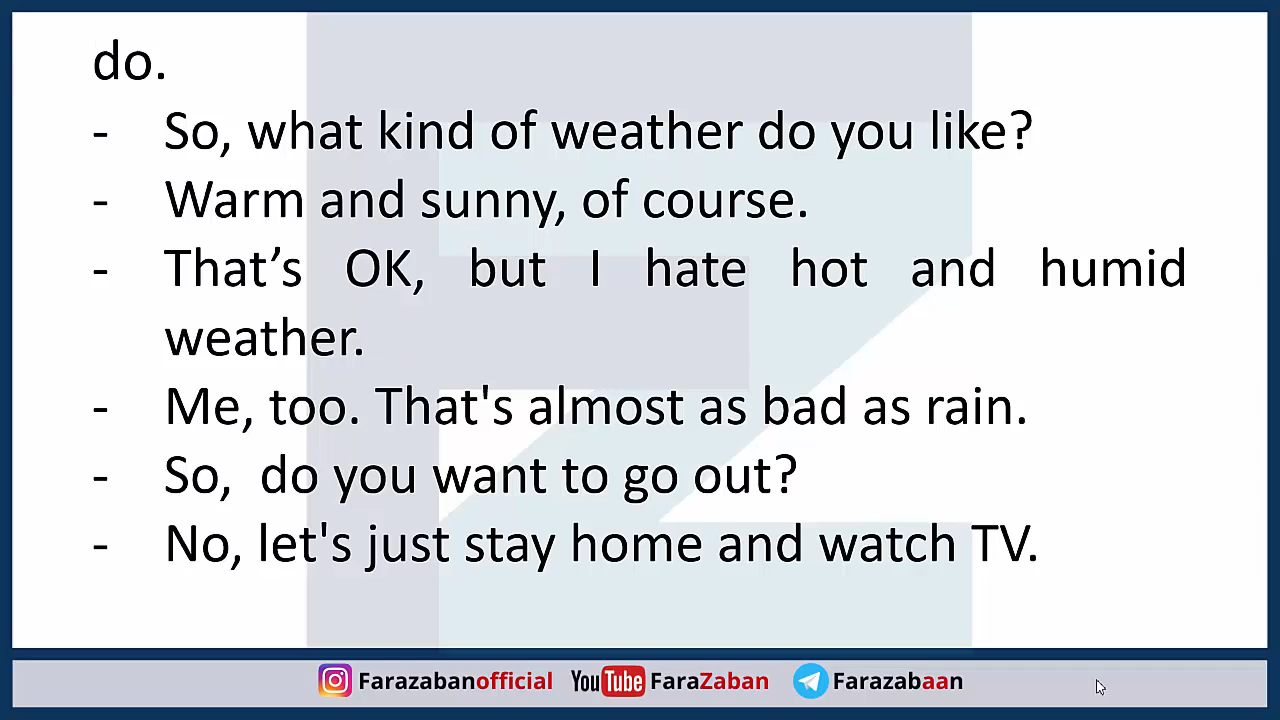 do.
- So, what kind of weather do you like?
- Warm and sunny, of course.
- That’s OK, but I hate hot and humid
weather.
- Me, too. That's almost as bad as rain.
- So, do you want to go out?
- No, let's just stay home and watch TV.
Farazabanofficial YouTube FaraZaban Farazabaan